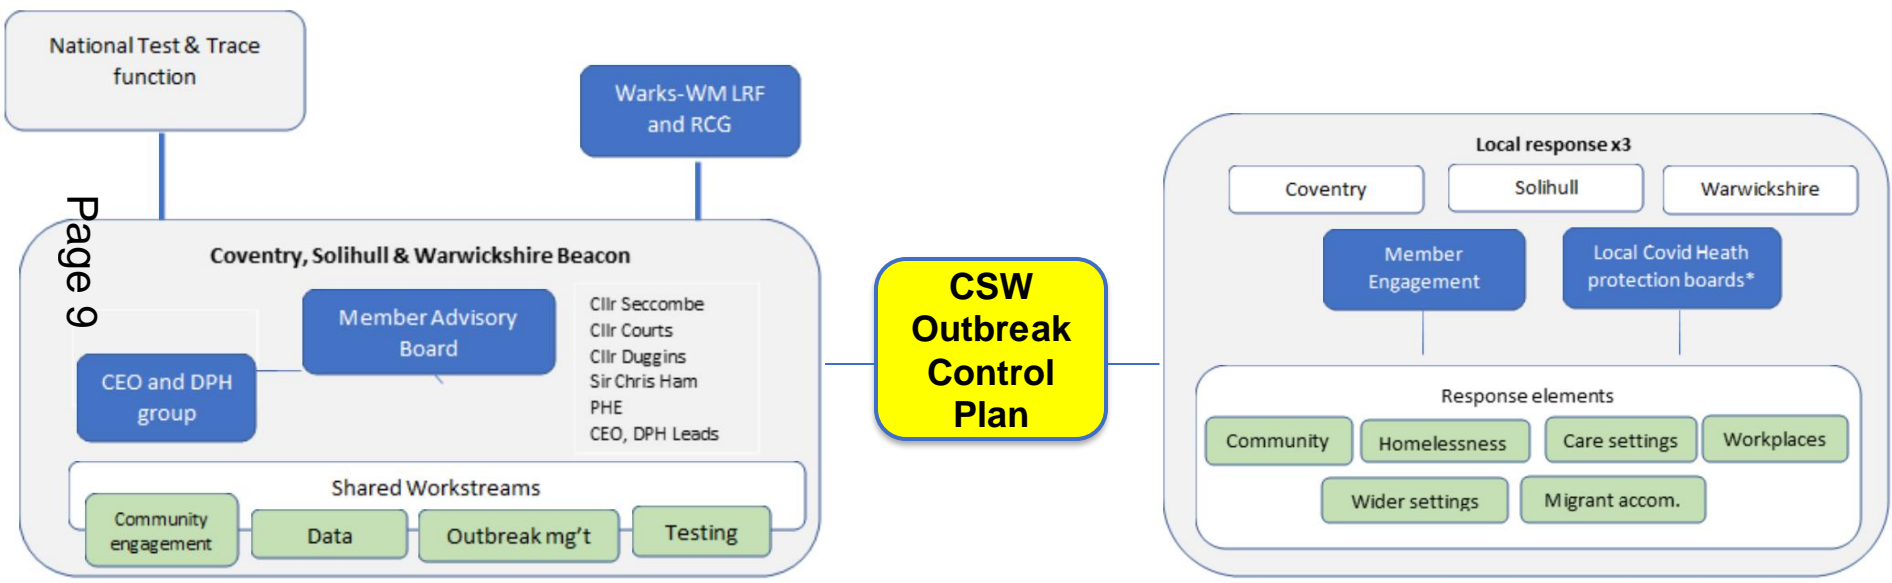 National Test & Trace
function
Warks-WM LRF
and RCG
Page 9
Coventry, Solihull & Warwickshire Beacon
Member Advisory
Board
CEO and DPH
group
Cllr Seccombe
Cllr Courts
Cllr Duggins
Sir Chris Ham
PHE
CEO, DPH Leads
Shared Workstreams
Community
engagement
Data
Outbreak mg't
Testing
CSW
Outbreak
Control
Plan
Local response x3
Coventry
Solihull
Warwickshire
Member
Engagement
Local Covid Heath
protection boards*
Response elements
Community
Homelessness
Care settings
Workplaces
Wider settings
Migrant accom.